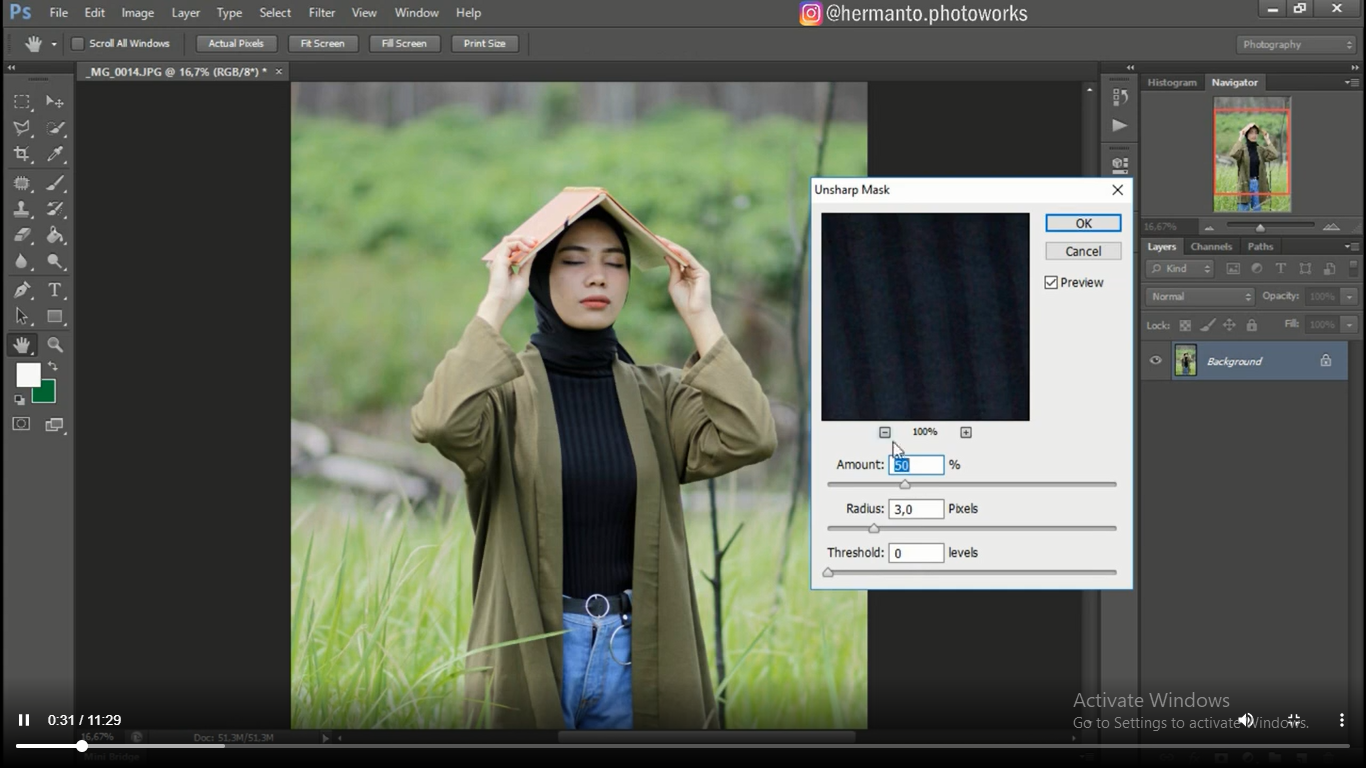 Ps File Edit Image Layer Type Select Filter View Window Help
@hermanto.photoworks
Scroll All Windows Actual Pixels Fit Screen Fill Screen Print Size
Photography
_MG_0014.JPG @ 16,7% (RGB/8*) * ×
Histogram Navigator
16.67%
Unsharp Mask
OK
Cancel
Preview
100%
Amount: 50 %
Radius: 3,0 Pixels
Threshold: 0 levels
Layers Channels Paths
Kind
Normal Opacity: 100%
Lock: Fill: 100%
Background
Activate Windows
Go to Settings to activate Windows.
0:31 / 11:29
16,67% Doc: 51,3M/51,3M
Mini Bridge